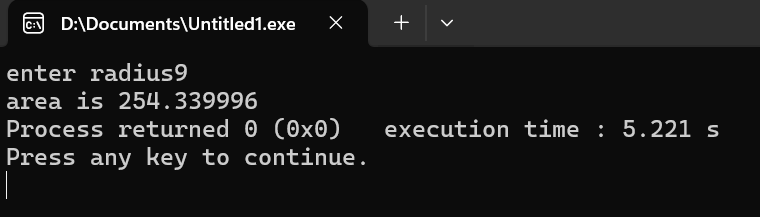 D:\Documents\Untitled1.exe
enter radius9
area is 254.339996
Process returned 0 (0x0)   execution time : 5.221 s
Press any key to continue.